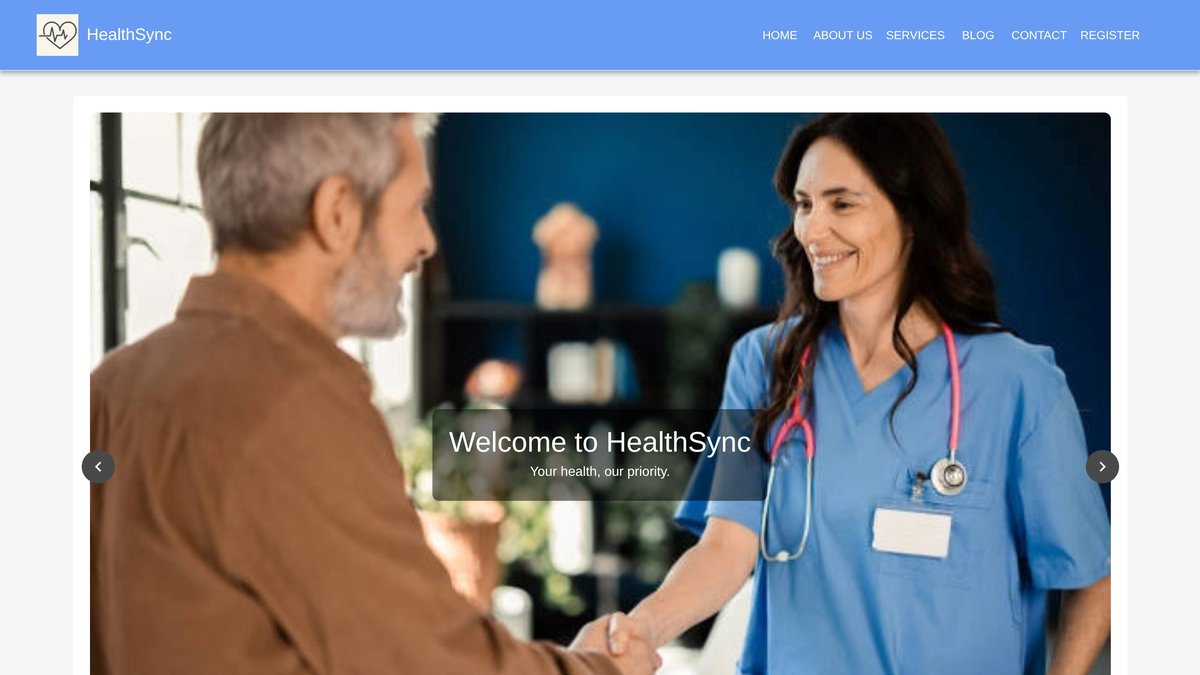 HealthSync
HOME ABOUT US SERVICES BLOG CONTACT REGISTER
Welcome to HealthSync
Your health, our priority.